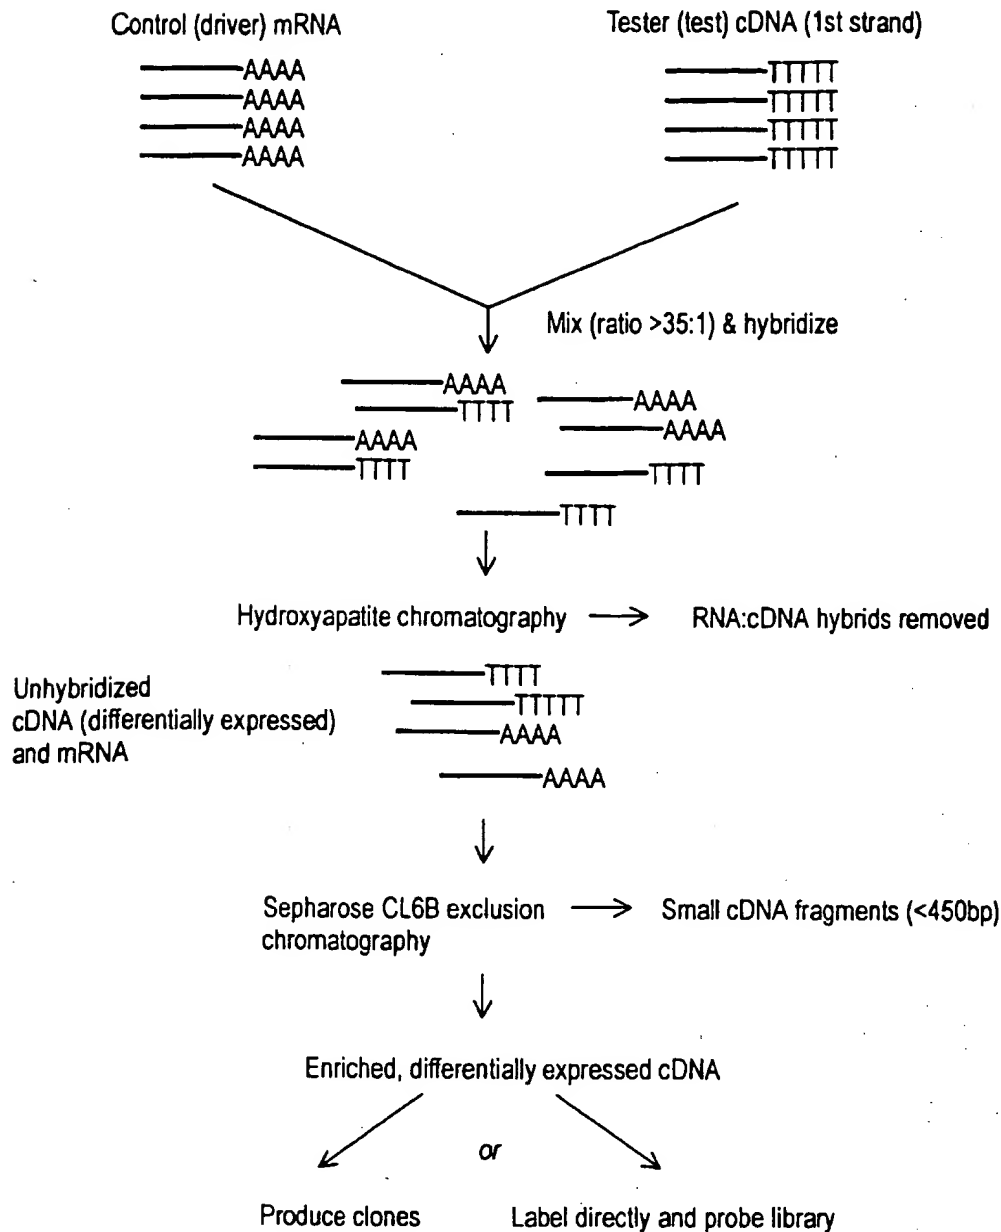 Control (driver) mRNA
Tester (test) cDNA (1st strand)
AAAA
AAAA
AAAA
AAAA
TTTTT
TTTTT
TTTTT
TTTTT
Mix (ratio >35:1) & hybridize
AAAA
TTTT
AAAA
TTTT
AAAA
AAAA
TTTT
TTTT
Hydroxyapatite chromatography
RNA:cDNA hybrids removed
Unhybridized
cDNA (differentially expressed)
and mRNA
TTTT
TTTTT
AAAA
AAAA
Sepharose CL6B exclusion
chromatography
Small cDNA fragments (<450bp)
Enriched, differentially expressed cDNA
or
Produce clones
Label directly and probe library